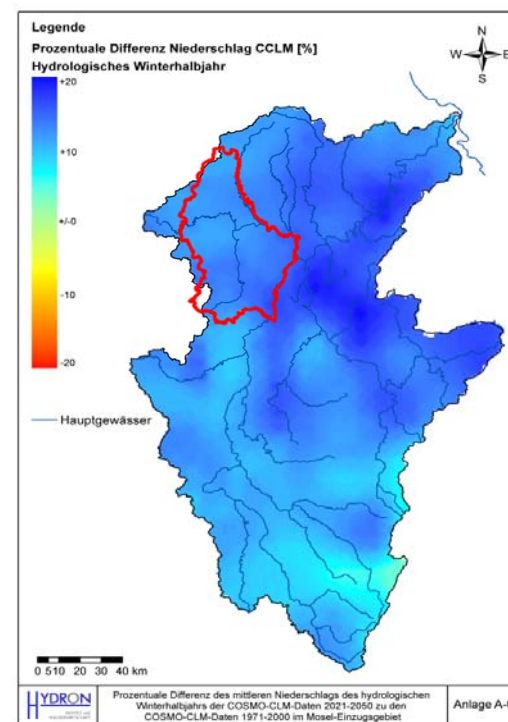 Legende
Prozentuale Differenz Niederschlag CCLM [%]
Hydrologisches Winterhalbjahr
+20
+10
+/-0
-10
-20
Hauptgewässer
N
W E
S
0 510 20 30 40 km
HYDRON
Prozentuale Differenz des mittleren Niederschlags des hydrologischen
Winterhalbjahrs der COSMO-CLM-Daten 2021-2050 zu den
COSMO-CLM-Daten 1971-2000 im Mosel-Einzugsgebiet
Anlage